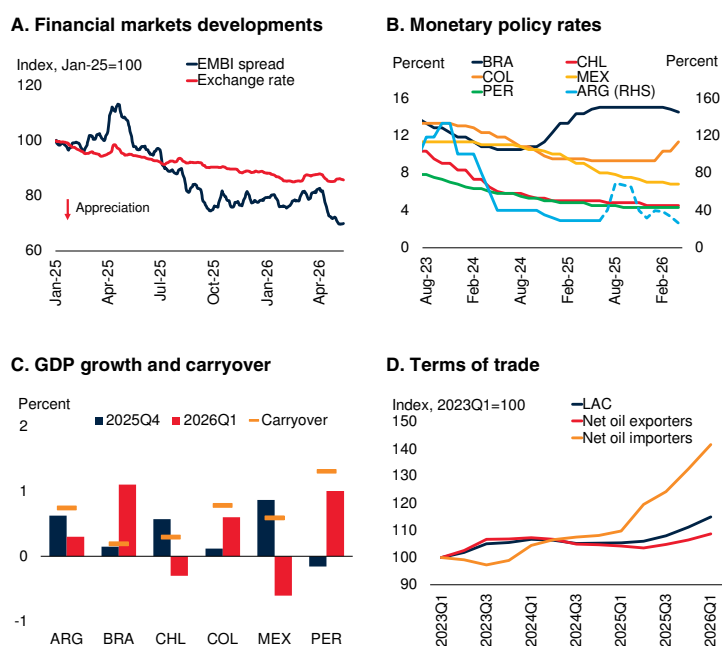 A. Financial markets developments
Index, Jan-25=100
EMBI spread
Exchange rate
120
100
80
60
Appreciation
Jan-25
Apr-25
Jul-25
Oct-25
Jan-26
Apr-26
B. Monetary policy rates
Percent
Percent
BRA
CHL
COL
MEX
PER
ARG (RHS)
16
12
8
4
0
160
120
80
40
0
Aug-23
Feb-24
Aug-24
Feb-25
Aug-25
Feb-26
C. GDP growth and carryover
Percent
2025Q4
2026Q1
Carryover
2
1
0
-1
ARG
BRA
CHL
COL
MEX
PER
D. Terms of trade
Index, 2023Q1=100
LAC
Net oil exporters
Net oil importers
150
140
130
120
110
100
90
2023Q1
2023Q3
2024Q1
2024Q3
2025Q1
2025Q3
2026Q1